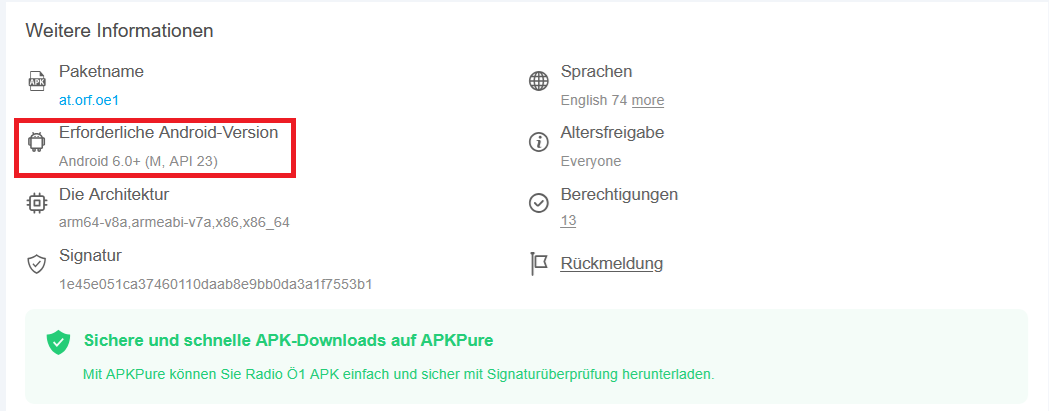 Weitere Informationen
APK
Paketname
at.orf.oe1
Erforderliche Android-Version
Android 6.0+ (M, API 23)
Die Architektur
arm64-v8a,armeabi-v7a,x86,x86_64
Signatur
1e45e051ca37460110daab8e9bb0da3a1f7553b1
Sprachen
English 74 more
Altersfreigabe
Everyone
Berechtigungen
13
Rückmeldung
Sichere und schnelle APK-Downloads auf APKPure
Mit APKPure können Sie Radio Ö1 APK einfach und sicher mit Signaturüberprüfung herunterladen.